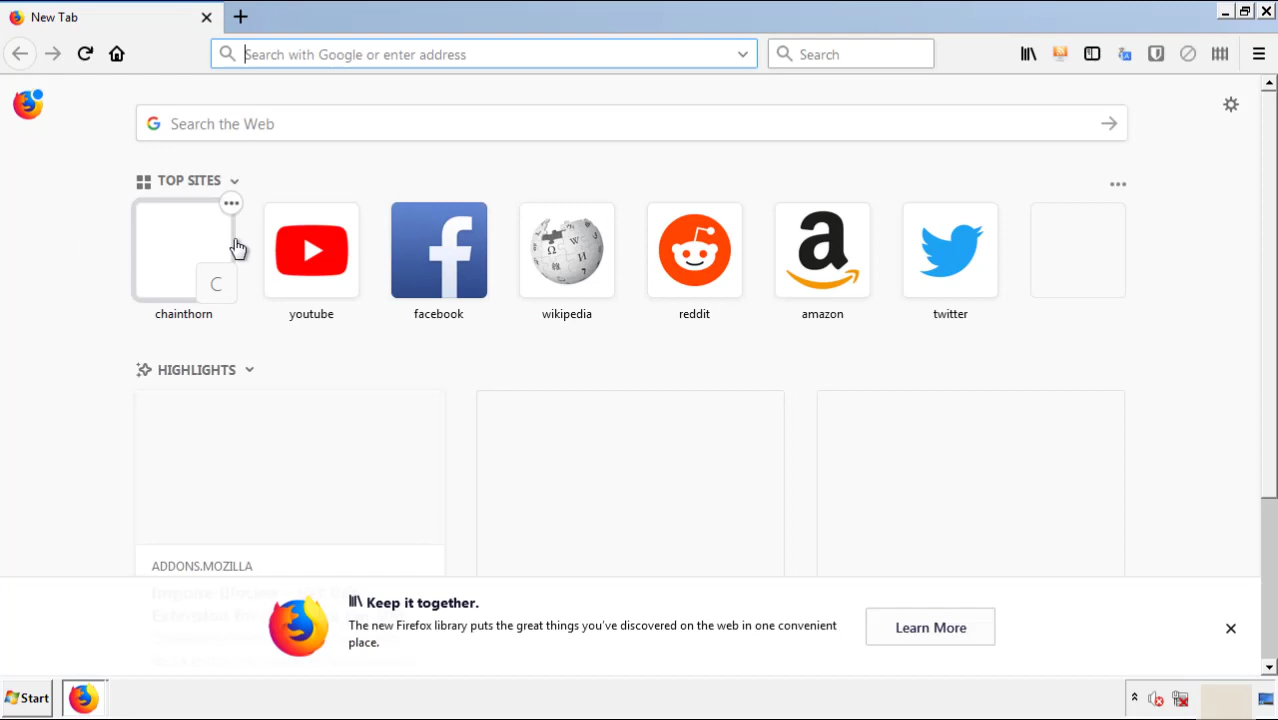 New Tab
Search with Google or enter address
Search
Search the Web
TOP SITES
C
chainthorn
youtube
facebook
wikipedia
reddit
amazon
twitter
HIGHLIGHTS
ADDONS.MOZILLA
Keep it together.
The new Firefox library puts the great things you've discovered on the web in one convenient
place.
Learn More
Start